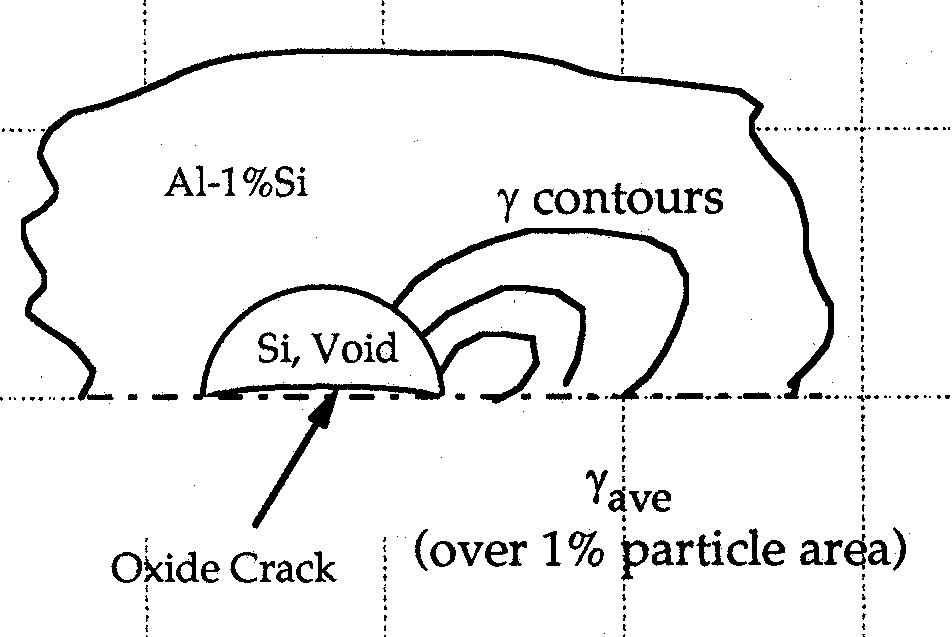 Al-1%Si
γ contours
Si, Void
γave
(over 1% particle area)
Oxide Crack